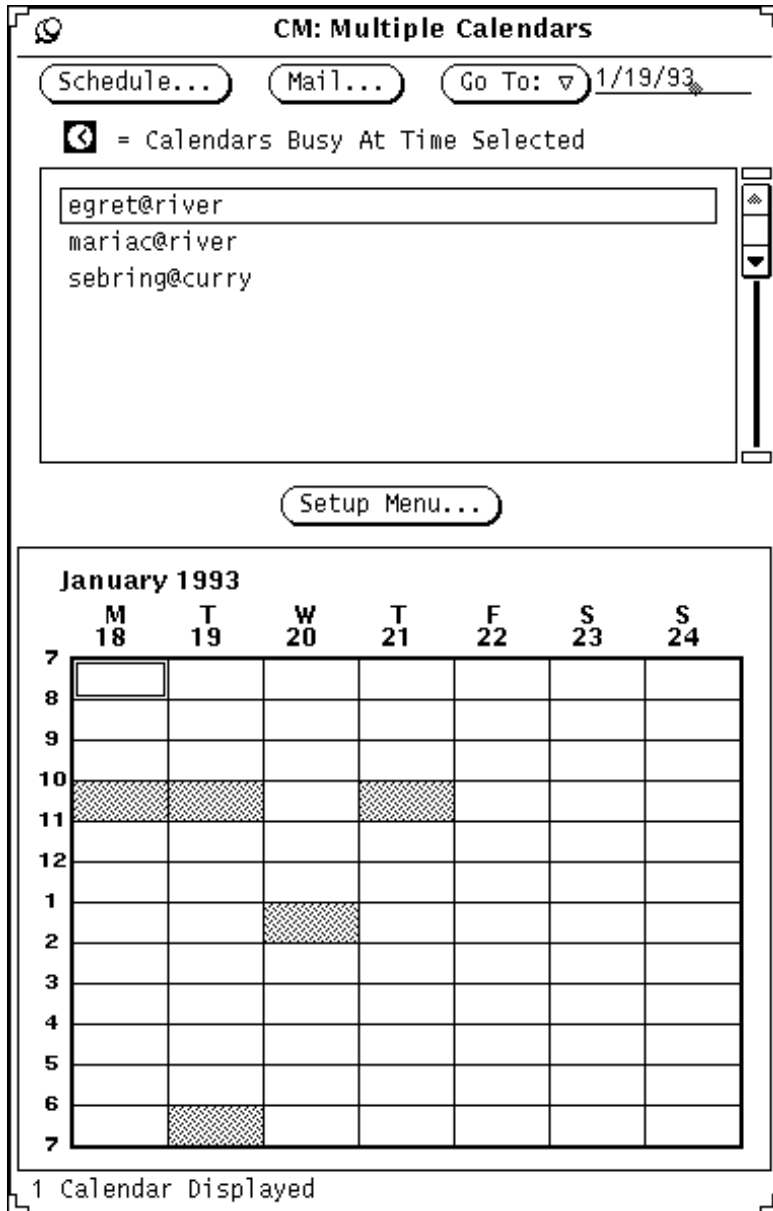 CM: Multiple Calendars
Schedule... Mail... Go To: 1/19/93
= Calendars Busy At Time Selected
egret@river
mariac@river
sebring@curry
Setup Menu...
January 1993
M T W T F S S
18 19 20 21 22 23 24
7
8
9
10
11
12
1
2
3
4
5
6
7
1 Calendar Displayed